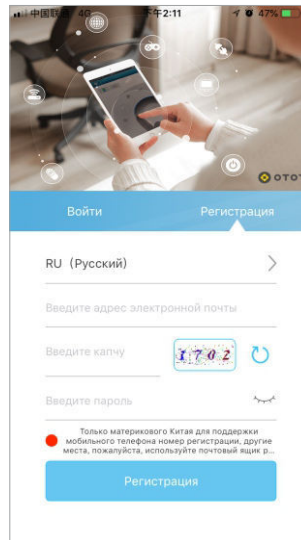 中国联通 4G 下午2:11 47%
OTOT
Войти Регистрация
RU (Русский)
Введите адрес электронной почты
Введите капчу
1702
Введите пароль
Только материкового Китая для поддержки
мобильного телефона номер регистрации, другие
места, пожалуйста, используйте почтовый ящик р...
Регистрация